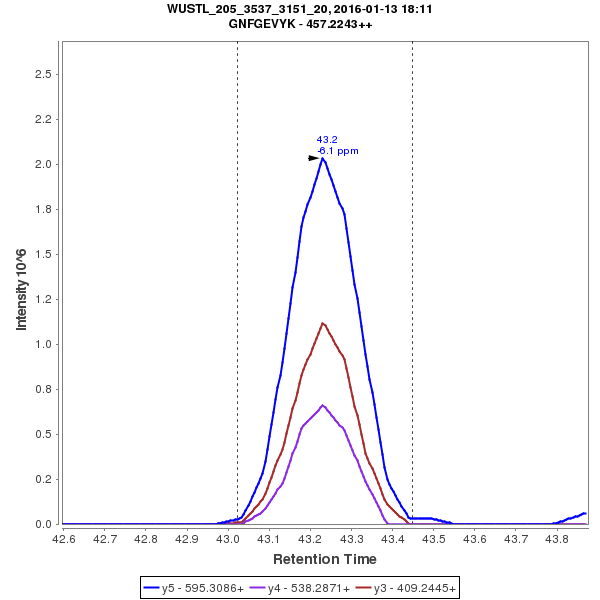 WUSTL_205_3537_3151_20, 2016-01-13 18:11
GNFGEVYK - 457.2243++
43.2
-6.1 ppm
Intensity 10^6
2.5
2.2
2.0
1.8
1.5
1.2
1.0
0.8
0.5
0.2
0.0
42.6 42.7 42.8 42.9 43.0 43.1 43.2 43.3 43.4 43.5 43.6 43.7 43.8
Retention Time
y5 - 595.3086+ y4 - 538.2871+ y3 - 409.2445+